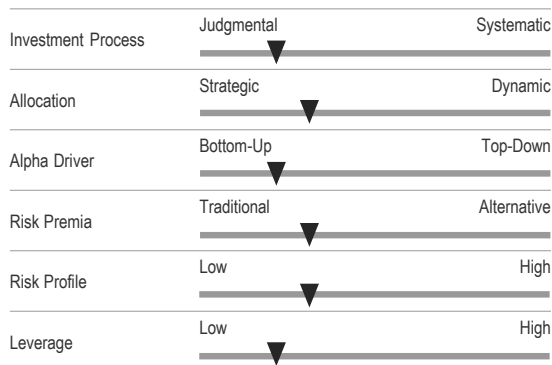 Judgmental Systematic
Investment Process
Strategic Dynamic
Allocation
Bottom-Up Top-Down
Alpha Driver
Traditional Alternative
Risk Premia
Low High
Risk Profile
Low High
Leverage